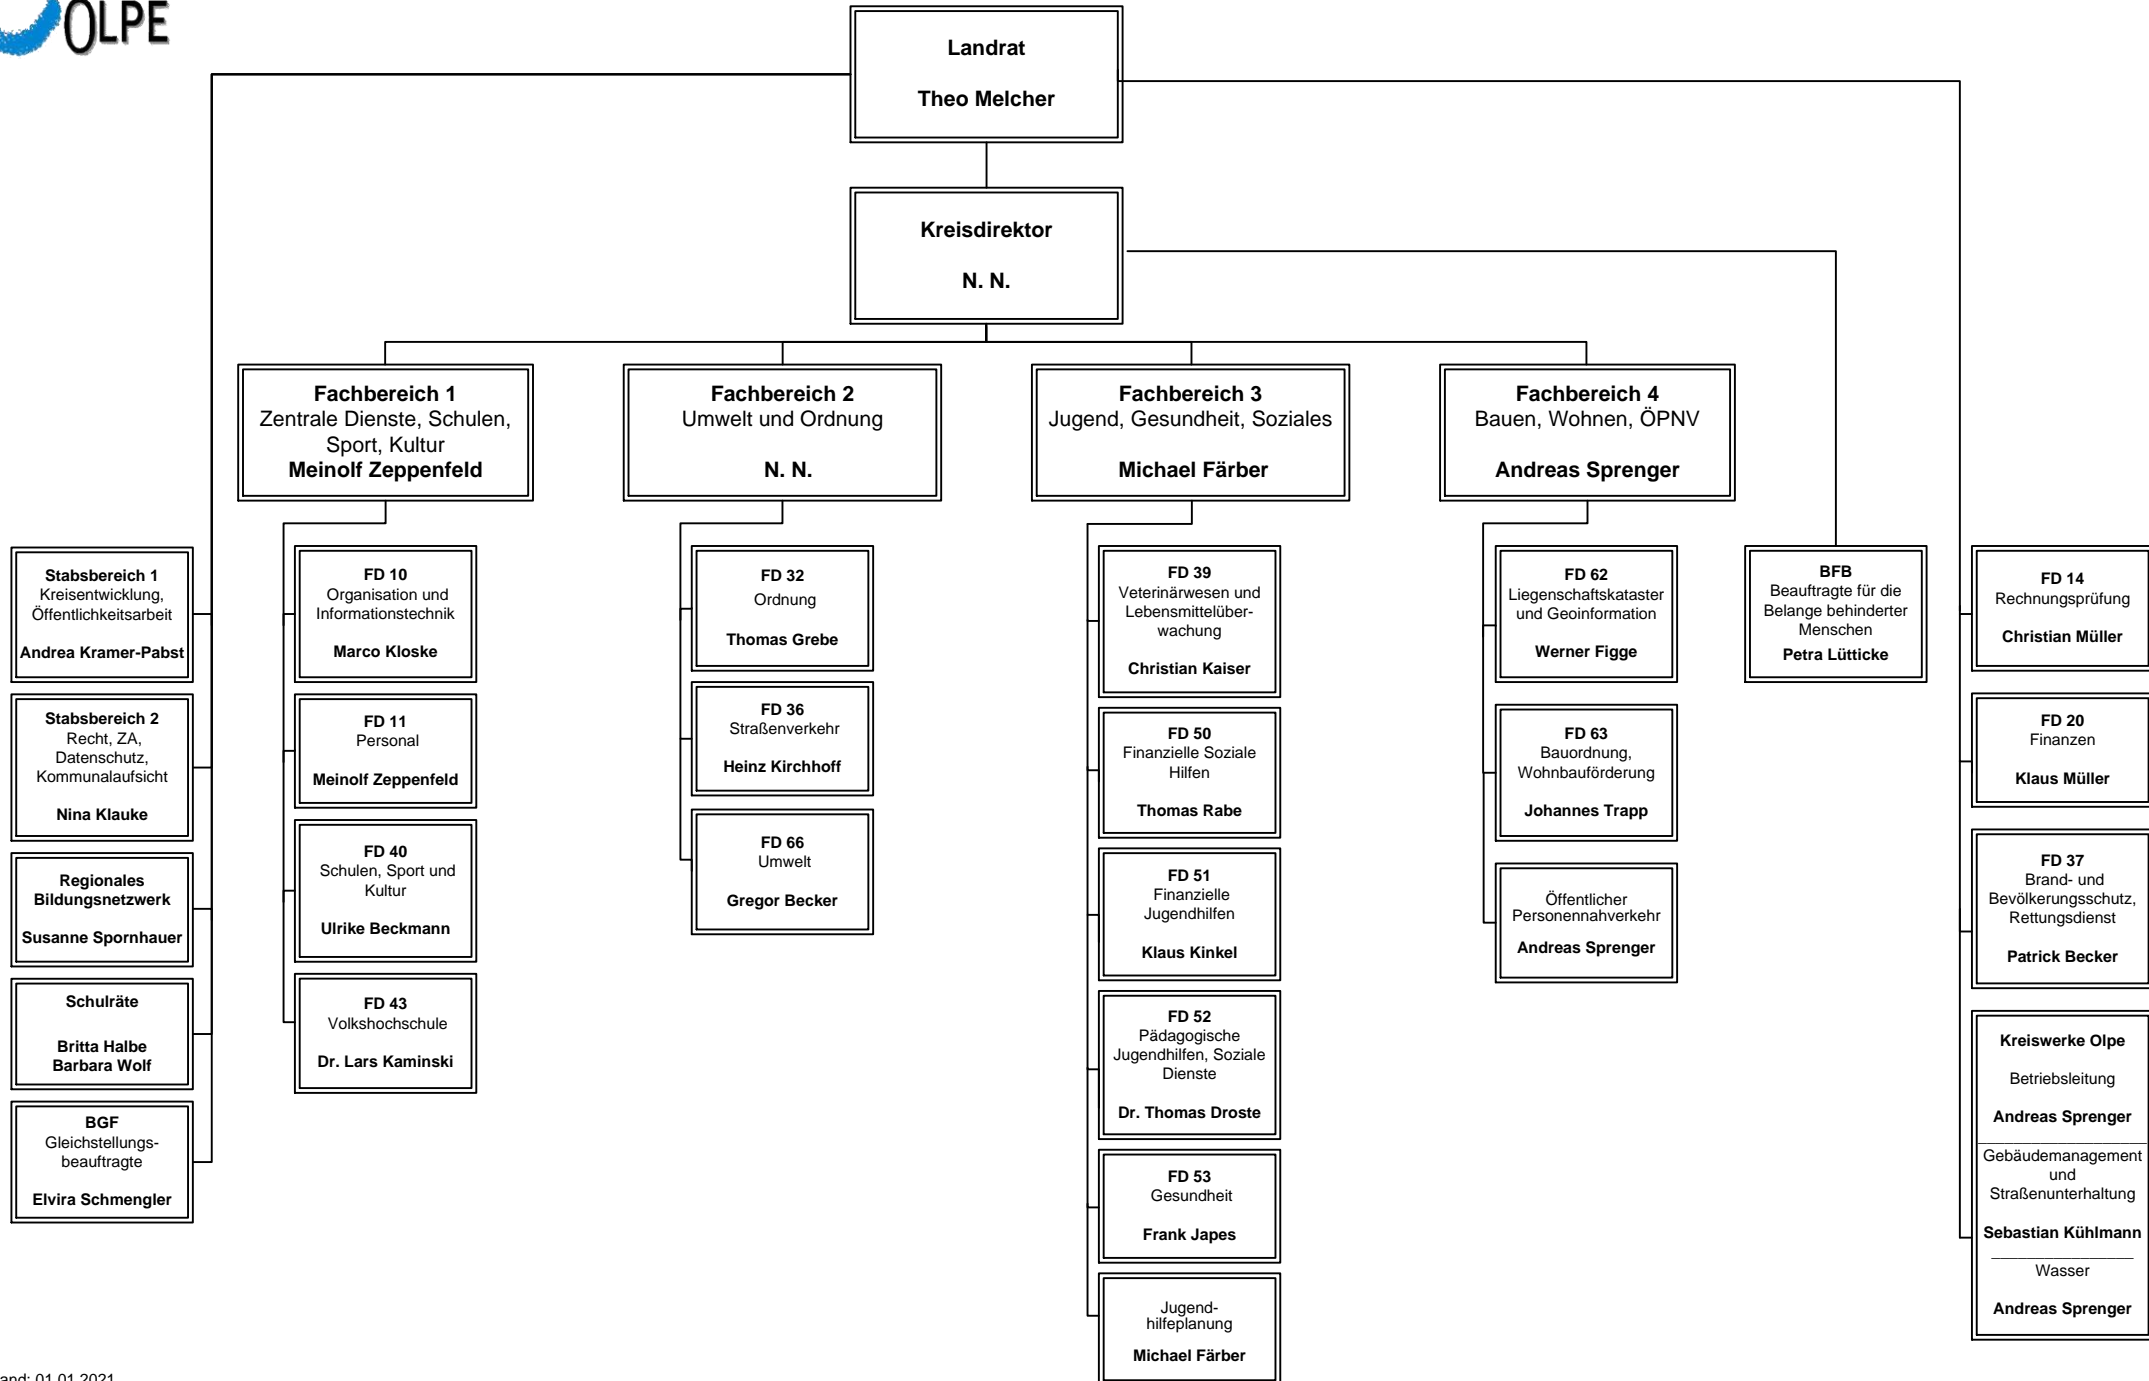 OLPE
Landrat
Theo Melcher
Kreisdirektor
N. N.
Fachbereich 1
Zentrale Dienste, Schulen,
Sport, Kultur
Meinolf Zeppenfeld
Fachbereich 2
Umwelt und Ordnung
N. N.
Fachbereich 3
Jugend, Gesundheit, Soziales
Michael Färber
Fachbereich 4
Bauen, Wohnen, ÖPNV
Andreas Sprenger
Stabsbereich 1
Kreisentwicklung,
Öffentlichkeitsarbeit
Andrea Kramer-Pabst
Stabsbereich 2
Recht, ZA,
Datenschutz,
Kommunalaufsicht
Nina Klauke
Regionales
Bildungsnetzwerk
Susanne Spornhauer
Schulräte
Britta Halbe
Barbara Wolf
BGF
Gleichstellungs-
beauftragte
Elvira Schmengler
FD 10
Organisation und
Informationstechnik
Marco Kloske
FD 11
Personal
Meinolf Zeppenfeld
FD 40
Schulen, Sport und
Kultur
Ulrike Beckmann
FD 43
Volkshochschule
Dr. Lars Kaminski
FD 32
Ordnung
Thomas Grebe
FD 36
Straßenverkehr
Heinz Kirchhoff
FD 66
Umwelt
Gregor Becker
FD 39
Veterinärwesen und
Lebensmittelüber-
wachung
Christian Kaiser
FD 50
Finanzielle Soziale
Hilfen
Thomas Rabe
FD 51
Finanzielle
Jugendhilfen
Klaus Kinkel
FD 52
Pädagogische
Jugendhilfen, Soziale
Dienste
Dr. Thomas Droste
FD 53
Gesundheit
Frank Japes
Jugend-
hilfeplanung
Michael Färber
FD 62
Liegenschaftskataster
und Geoinformation
Werner Figge
FD 63
Bauordnung,
Wohnbauförderung
Johannes Trapp
Öffentlicher
Personennahverkehr
Andreas Sprenger
BFB
Beauftragte für die
Belange behinderter
Menschen
Petra Lütticke
FD 14
Rechnungsprüfung
Christian Müller
FD 20
Finanzen
Klaus Müller
FD 37
Brand- und
Bevölkerungsschutz,
Rettungsdienst
Patrick Becker
Kreiswerke Olpe
Betriebsleitung
Andreas Sprenger
Gebäudemanagement
und
Straßenunterhaltung
Sebastian Kühlmann
Wasser
Andreas Sprenger